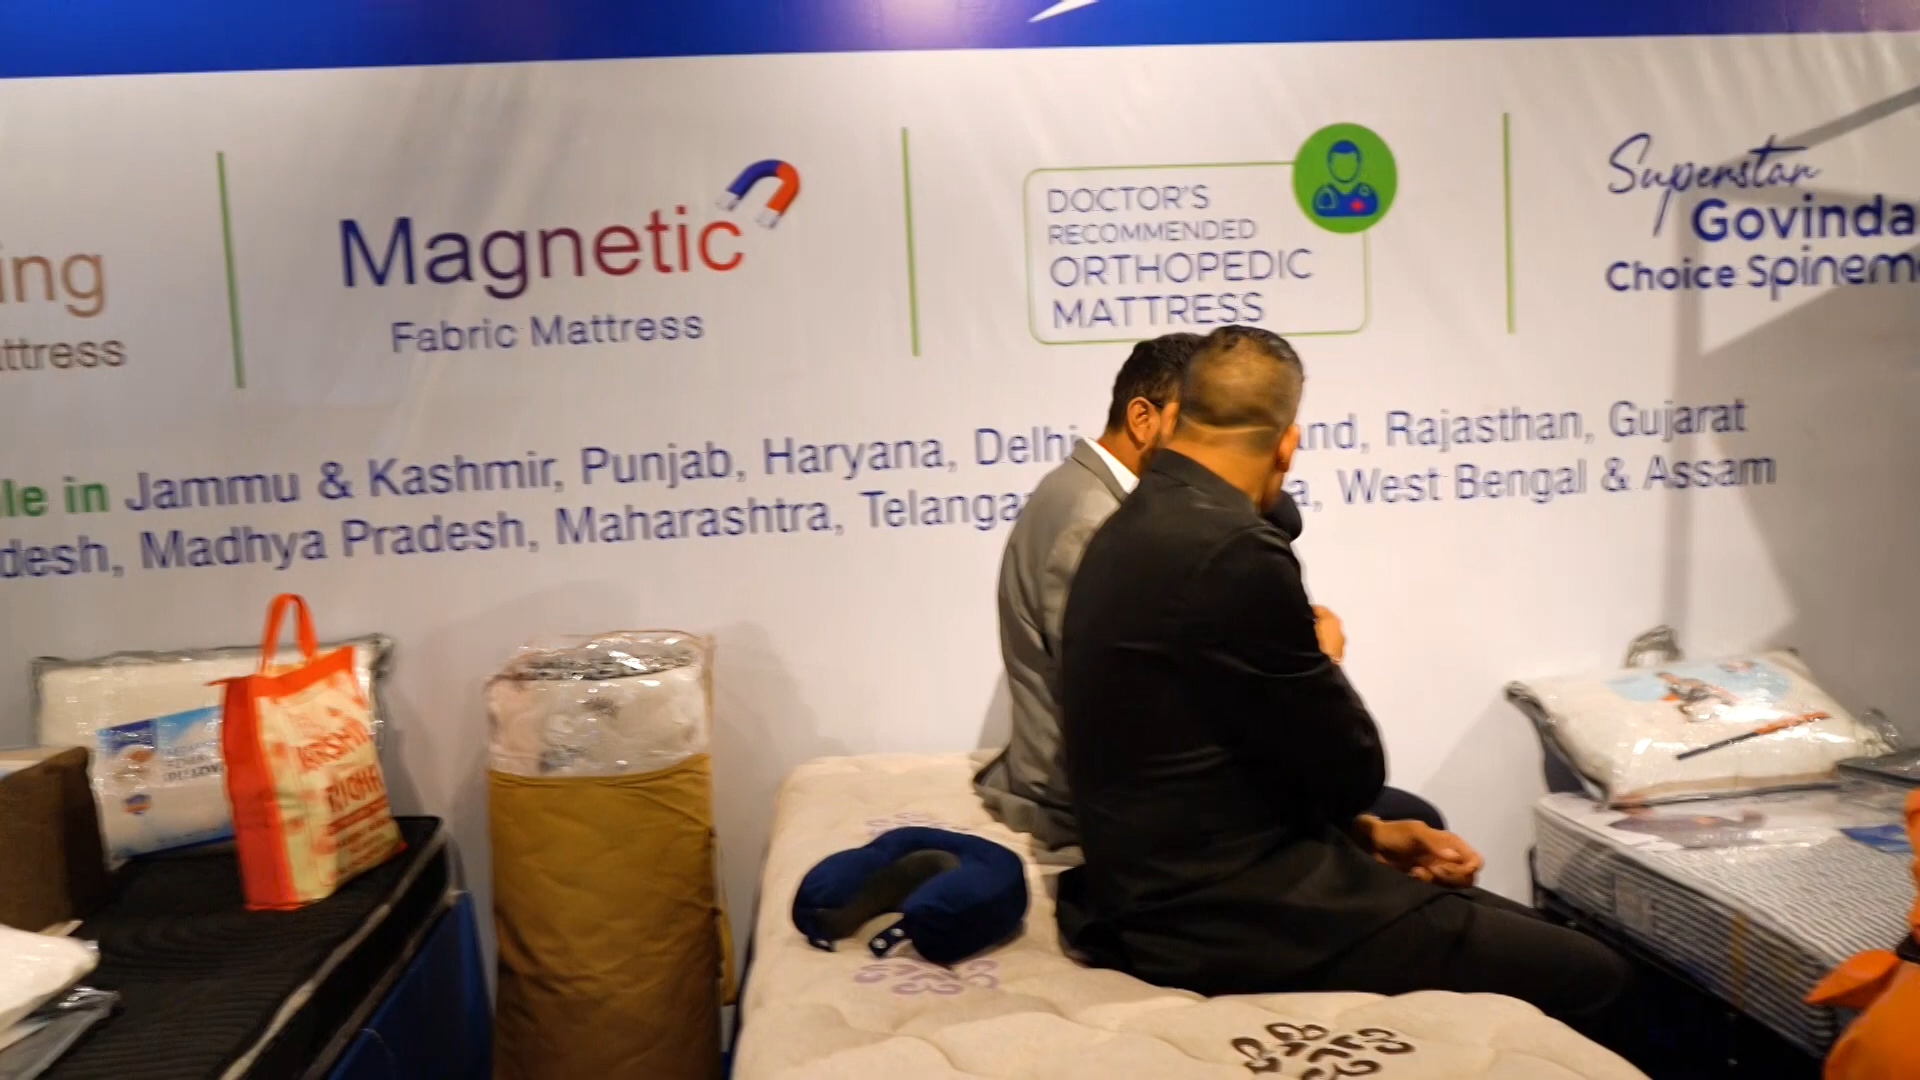 ing
ttress
Magnetic
Fabric Mattress
DOCTOR'S
RECOMMENDED
ORTHOPEDIC
MATTRESS
Superstar
Govinda
Choice Spinem
le in Jammu & Kashmir, Punjab, Haryana, Delhi, and, Rajasthan, Gujarat
desh, Madhya Pradesh, Maharashtra, Telanga a, West Bengal & Assam